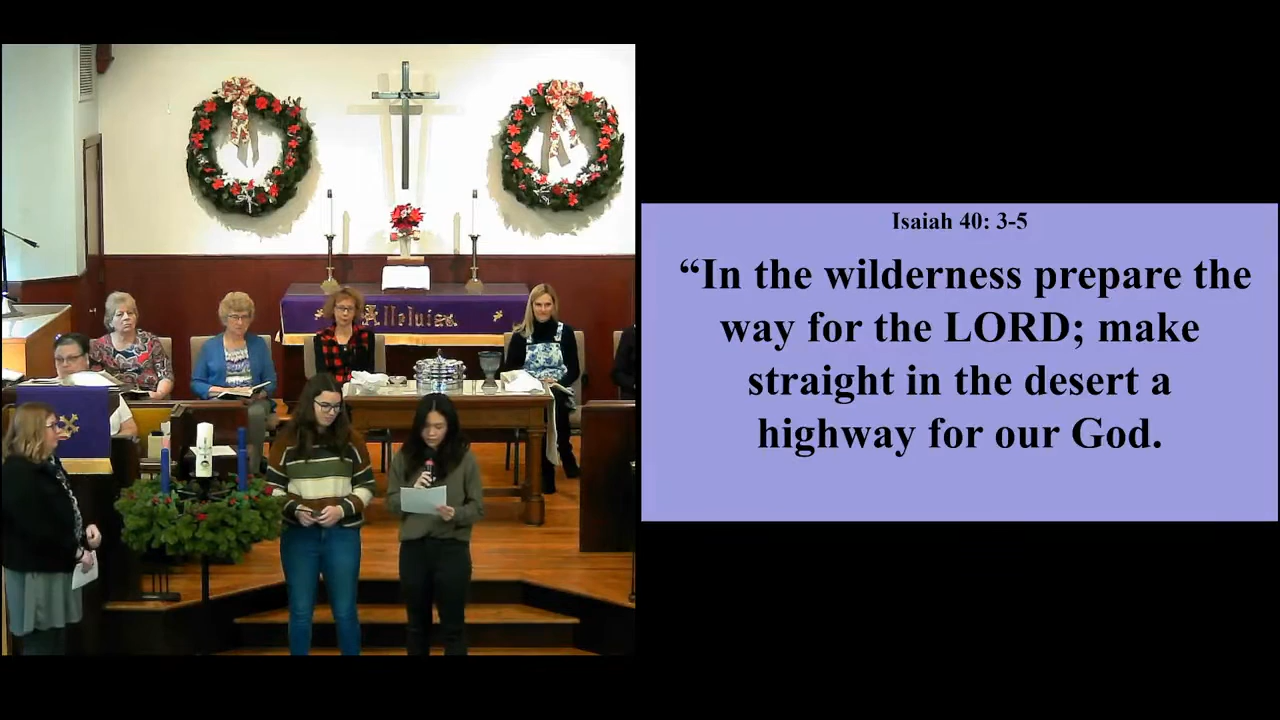 Alleluia
Isaiah 40: 3-5
“In the wilderness prepare the
way for the LORD; make
straight in the desert a
highway for our God.